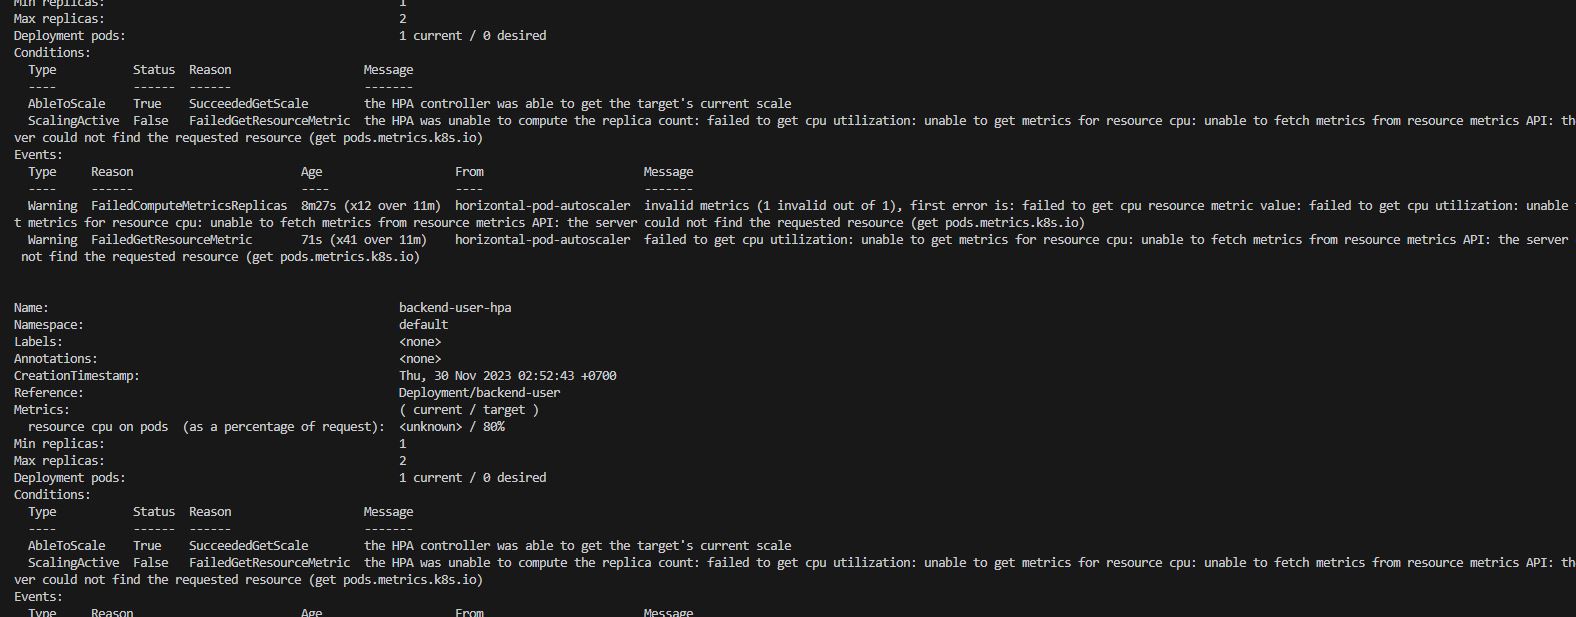 Min replicas: 1
Max replicas: 2
Deployment pods: 1 current / 0 desired
Conditions:
Type Status Reason Message
---- ------ ------ -------
AbleToScale True SucceededGetScale the HPA controller was able to get the target's current scale
ScalingActive False FailedGetResourceMetric the HPA was unable to compute the replica count: failed to get cpu utilization: unable to get metrics for resource cpu: unable to fetch metrics from resource metrics API: th
ver could not find the requested resource (get pods.metrics.k8s.io)
Events:
Type Reason Age From Message
---- ------ ---- ---- -------
Warning FailedComputeMetricsReplicas 8m27s (x12 over 11m) horizontal-pod-autoscaler invalid metrics (1 invalid out of 1), first error is: failed to get cpu resource metric value: failed to get cpu utilization: unable
t metrics for resource cpu: unable to fetch metrics from resource metrics API: the server could not find the requested resource (get pods.metrics.k8s.io)
Warning FailedGetResourceMetric 71s (x41 over 11m) horizontal-pod-autoscaler failed to get cpu utilization: unable to get metrics for resource cpu: unable to fetch metrics from resource metrics API: the server
not find the requested resource (get pods.metrics.k8s.io)
Name: backend-user-hpa
Namespace: default
Labels: <none>
Annotations: <none>
CreationTimestamp: Thu, 30 Nov 2023 02:52:43 +0700
Reference: Deployment/backend-user
Metrics: ( current / target )
resource cpu on pods (as a percentage of request): <unknown> / 80%
Min replicas: 1
Max replicas: 2
Deployment pods: 1 current / 0 desired
Conditions:
Type Status Reason Message
---- ------ ------ -------
AbleToScale True SucceededGetScale the HPA controller was able to get the target's current scale
ScalingActive False FailedGetResourceMetric the HPA was unable to compute the replica count: failed to get cpu utilization: unable to get metrics for resource cpu: unable to fetch metrics from resource metrics API: th
ver could not find the requested resource (get pods.metrics.k8s.io)
Events:
Type Reason Age From Message